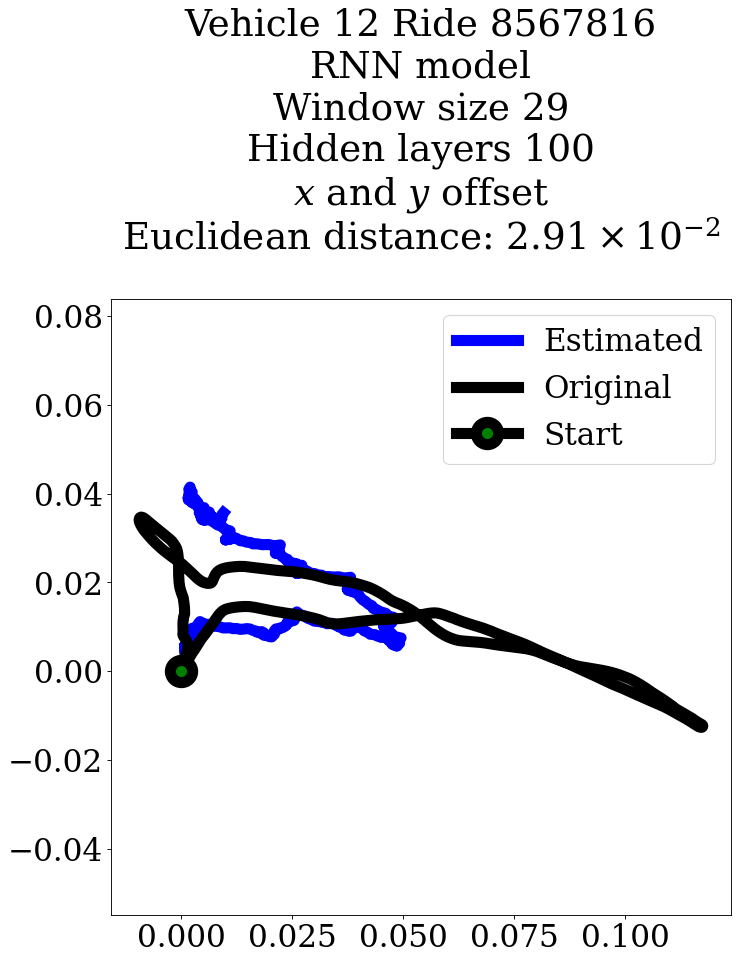 Vehicle 12 Ride 8567816
RNN model
Window size 29
Hidden layers 100
x and y offset
Euclidean distance: 2.91 × 10⁻²
Estimated
Original
Start
0.08
0.06
0.04
0.02
0.00
−0.02
−0.04
0.000 0.025 0.050 0.075 0.100